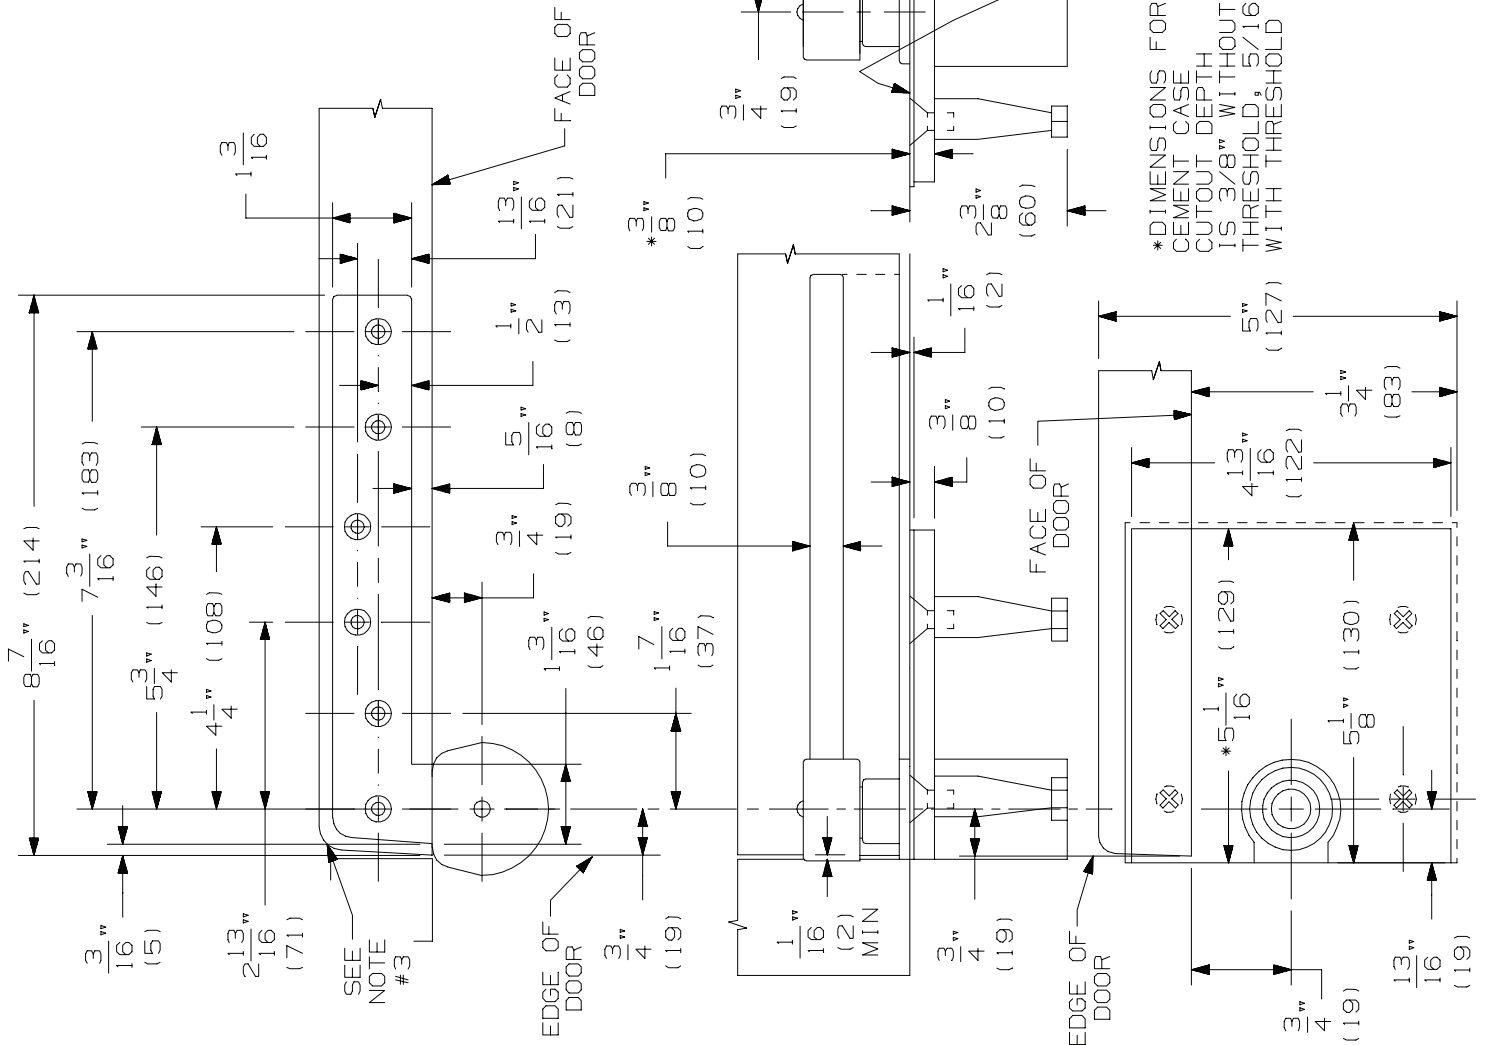 8 7/16" (214)
7 3/16" (183)
5 3/4" (146)
4 1/4" (108)
2 13/16"
(71)
3/16"
(5)
SEE
NOTE
#3
1 3/16
FACE OF
DOOR
13/16"
(21)
1/2"
(13)
5/16"
(8)
3/4"
(19)
1 3/16"
(46)
1 7/16"
(37)
EDGE OF
DOOR
3/4"
(19)
3/4"
(19)
*3/8"
(10)
2 3/8"
(60)
3/8"
(10)
1/16"
(2)
3/8"
(10)
1/16"
(2)
MIN
3/4"
(19)
*DIMENSIONS FOR
CEMENT CASE
CUTOUT DEPTH
IS 3/8" WITHOUT
THRESHOLD, 5/16
WITH THRESHOLD
FACE OF
DOOR
5"
(127)
3 1/4"
(83)
4 13/16"
(122)
*5 1/16" (129)
5 1/8" (130)
EDGE OF
DOOR
3/4"
(19)
13/16"
(19)